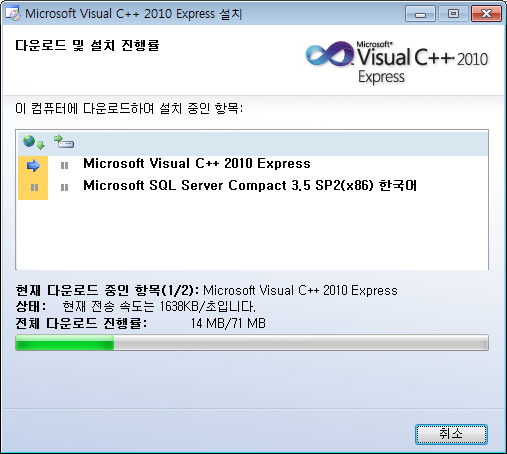 Microsoft Visual C++ 2010 Express 설치
다운로드 및 설치 진행률
Microsoft®
Visual C++ 2010
Express
이 컴퓨터에 다운로드하여 설치 중인 항목:
Microsoft Visual C++ 2010 Express
Microsoft SQL Server Compact 3.5 SP2(x86) 한국어
현재 다운로드 중인 항목(1/2): Microsoft Visual C++ 2010 Express
상태: 현재 전송 속도는 1638KB/초입니다.
전체 다운로드 진행률: 14 MB/71 MB
취소